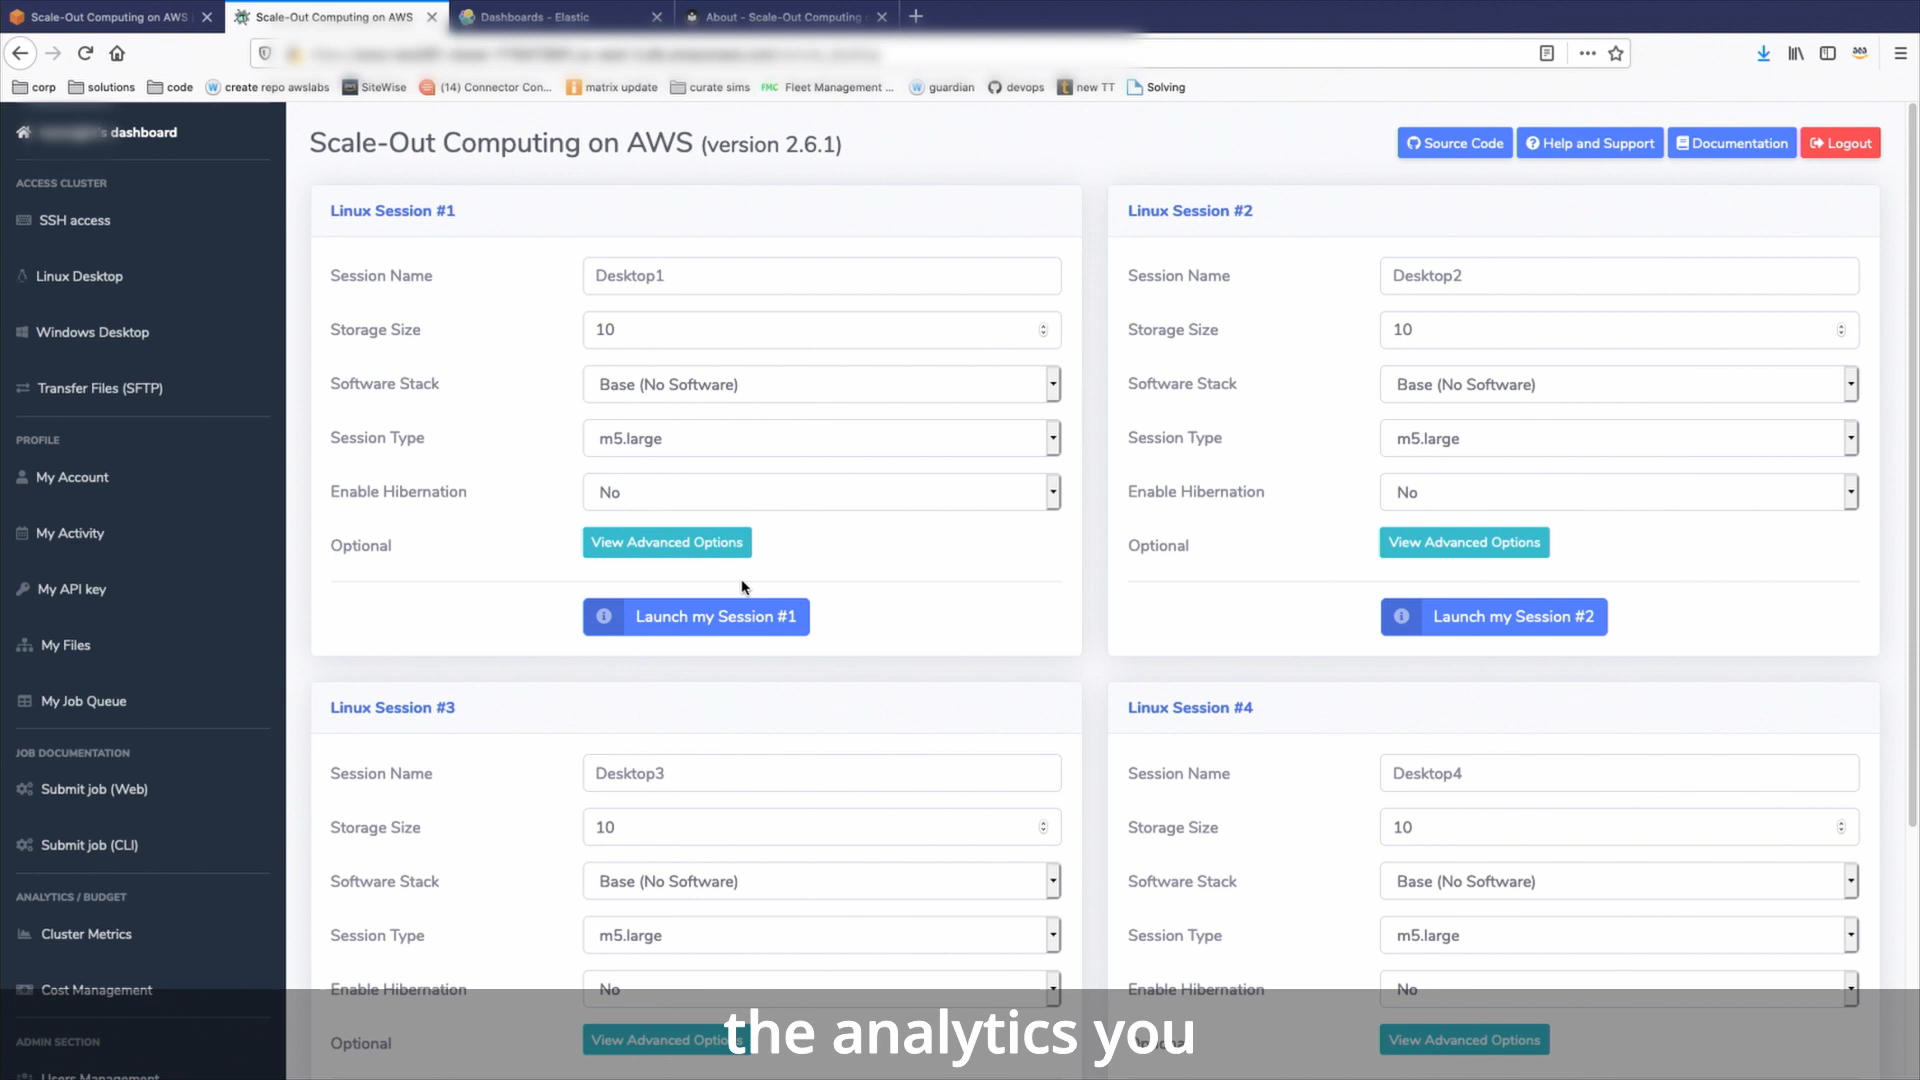 Scale-Out Computing on AWS
Scale-Out Computing on AWS
Dashboards - Elastic
About - Scale-Out Computing
corp
solutions
code
create repo awslabs
SiteWise
(14) Connector Con...
matrix update
curate sims
FMC Fleet Management ...
guardian
devops
new TT
Solving
dashboard
ACCESS CLUSTER
SSH access
Linux Desktop
Windows Desktop
Transfer Files (SFTP)
PROFILE
My Account
My Activity
My API key
My Files
My Job Queue
JOB DOCUMENTATION
Submit job (Web)
Submit job (CLI)
ANALYTICS / BUDGET
Cluster Metrics
Cost Management
ADMIN SECTION
Users Management
Scale-Out Computing on AWS (version 2.6.1)
Source Code
Help and Support
Documentation
Logout
Linux Session #1
Session Name Desktop1
Storage Size 10
Software Stack Base (No Software)
Session Type m5.large
Enable Hibernation No
Optional View Advanced Options
Launch my Session #1
Linux Session #2
Session Name Desktop2
Storage Size 10
Software Stack Base (No Software)
Session Type m5.large
Enable Hibernation No
Optional View Advanced Options
Launch my Session #2
Linux Session #3
Session Name Desktop3
Storage Size 10
Software Stack Base (No Software)
Session Type m5.large
Enable Hibernation No
Optional View Advanced Options
Linux Session #4
Session Name Desktop4
Storage Size 10
Software Stack Base (No Software)
Session Type m5.large
Enable Hibernation No
View Advanced Options
the analytics you